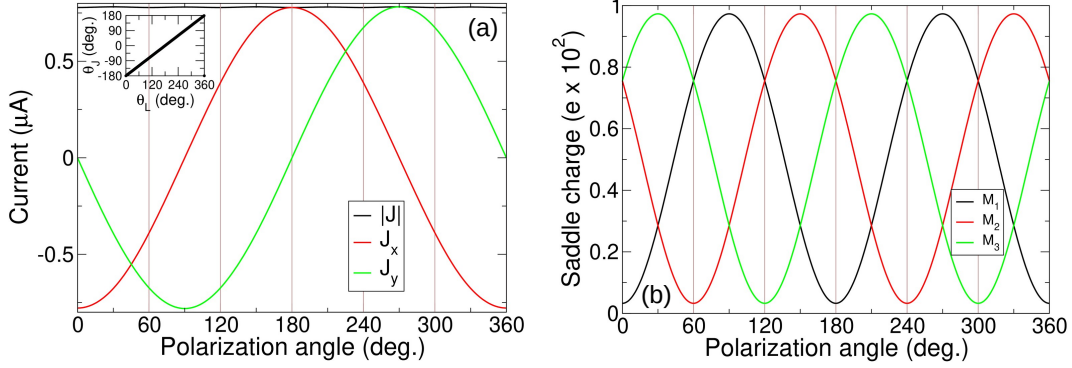 (a)
180
90
0
-90
-180
θJ (deg.)
0 120 240 360
θL (deg.)
0.5
0
-0.5
Current (μA)
|J|
Jx
Jy
0 60 120 180 240 300 360
Polarization angle (deg.)
1
0.8
0.6
0.4
0.2
0
Saddle charge (e x 10²)
M1
M2
M3
(b)
0 60 120 180 240 300 360
Polarization angle (deg.)